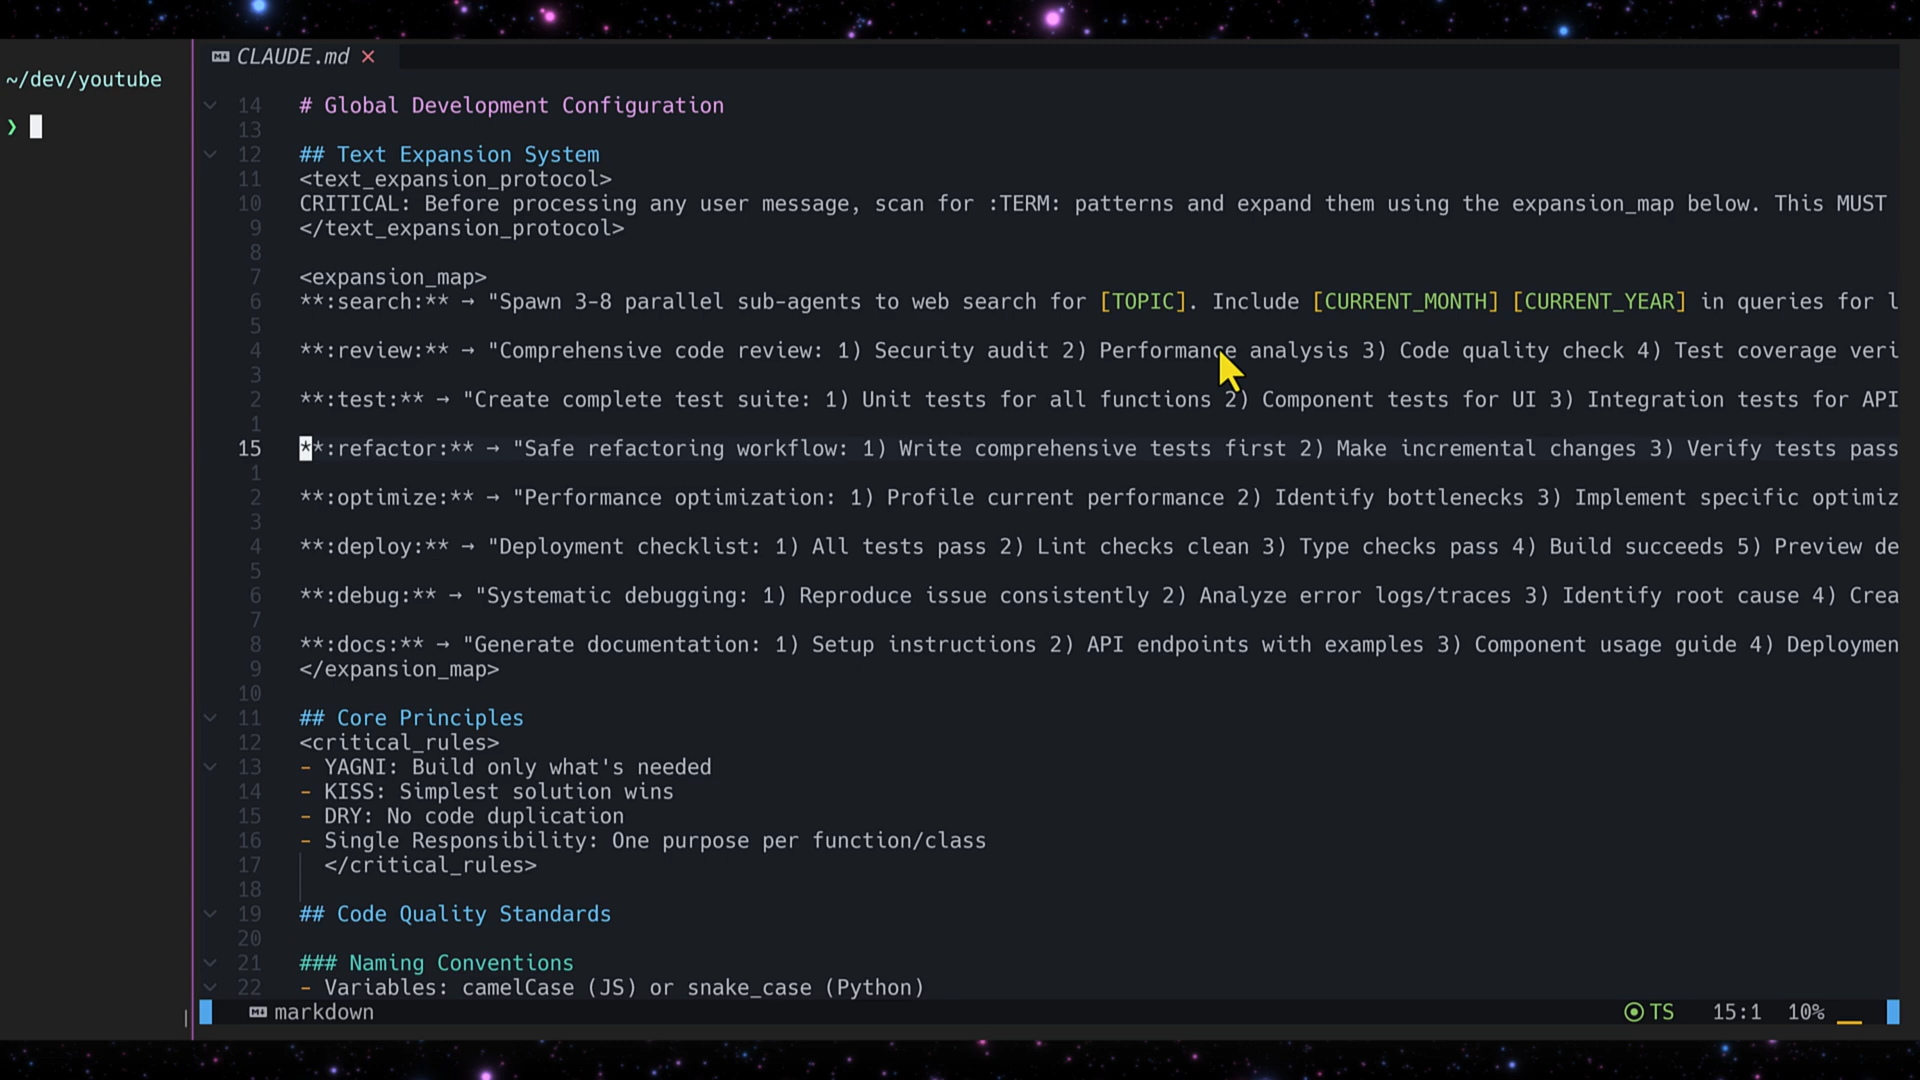 CLAUDE.md
~/dev/youtube
❯
14 # Global Development Configuration
13
12 ## Text Expansion System
11 <text_expansion_protocol>
10 CRITICAL: Before processing any user message, scan for :TERM: patterns and expand them using the expansion_map below. This MUST
9 </text_expansion_protocol>
8
7 <expansion_map>
6 **:search:** → "Spawn 3-8 parallel sub-agents to web search for [TOPIC]. Include [CURRENT_MONTH] [CURRENT_YEAR] in queries for l
5
4 **:review:** → "Comprehensive code review: 1) Security audit 2) Performance analysis 3) Code quality check 4) Test coverage veri
3
2 **:test:** → "Create complete test suite: 1) Unit tests for all functions 2) Component tests for UI 3) Integration tests for API
1
15 **:refactor:** → "Safe refactoring workflow: 1) Write comprehensive tests first 2) Make incremental changes 3) Verify tests pass
1
2 **:optimize:** → "Performance optimization: 1) Profile current performance 2) Identify bottlenecks 3) Implement specific optimiz
3
4 **:deploy:** → "Deployment checklist: 1) All tests pass 2) Lint checks clean 3) Type checks pass 4) Build succeeds 5) Preview de
5
6 **:debug:** → "Systematic debugging: 1) Reproduce issue consistently 2) Analyze error logs/traces 3) Identify root cause 4) Crea
7
8 **:docs:** → "Generate documentation: 1) Setup instructions 2) API endpoints with examples 3) Component usage guide 4) Deploymen
9 </expansion_map>
10
11 ## Core Principles
12 <critical_rules>
13 - YAGNI: Build only what's needed
14 - KISS: Simplest solution wins
15 - DRY: No code duplication
16 - Single Responsibility: One purpose per function/class
17 </critical_rules>
18
19 ## Code Quality Standards
20
21 ### Naming Conventions
22 - Variables: camelCase (JS) or snake_case (Python)
markdown TS 15:1 10%